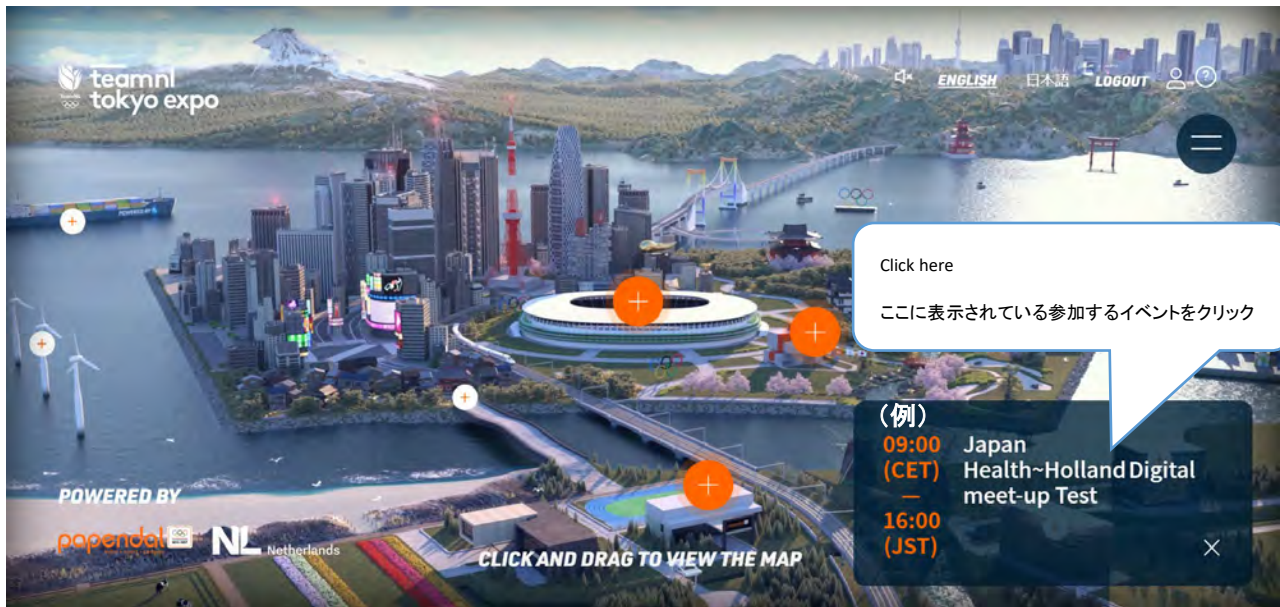 teamnl
tokyo expo
ENGLISH
日本語
LOGOUT
Click here
ここに表示されている参加するイベントをクリック
(例)
09:00
(CET)
—
16:00
(JST)
Japan
Health~Holland Digital
meet-up Test
POWERED BY
papendal
NL Netherlands
CLICK AND DRAG TO VIEW THE MAP